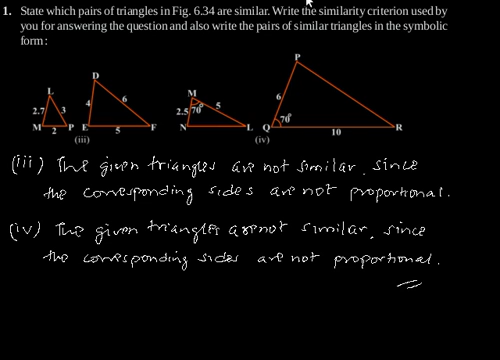 1. State which pairs of triangles in Fig. 6.34 are similar. Write the similarity criterion used by
you for answering the question and also write the pairs of similar triangles in the symbolic
form :
L
2.7 3
M 2 P
D
4 6
E 5 F
(iii)
M
2.5 70° 5
N L
P
6
70°
Q 10 R
(iv)
(iii) The given triangles are not similar, since
the corresponding sides are not proportional.
(iv) The given triangles are not similar, since
the corresponding sides are not proportional.